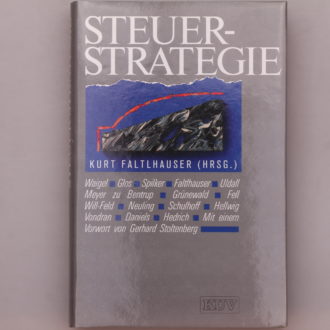 STEUER-
STRATEGIE
KURT FALTLHAUSER (HRSG.)
Waigel ■ Glos ■ Spilker ■ Faltlhauser ■ Uldall
Meyer zu Bentrup ■ Grünewald ■ Fell
Will-Feld ■ Neuling ■ Schulhoff ■ Hellwig
Vondran ■ Daniels ■ Hedrich ■ Mit einem
Vorwort von Gerhard Stoltenberg